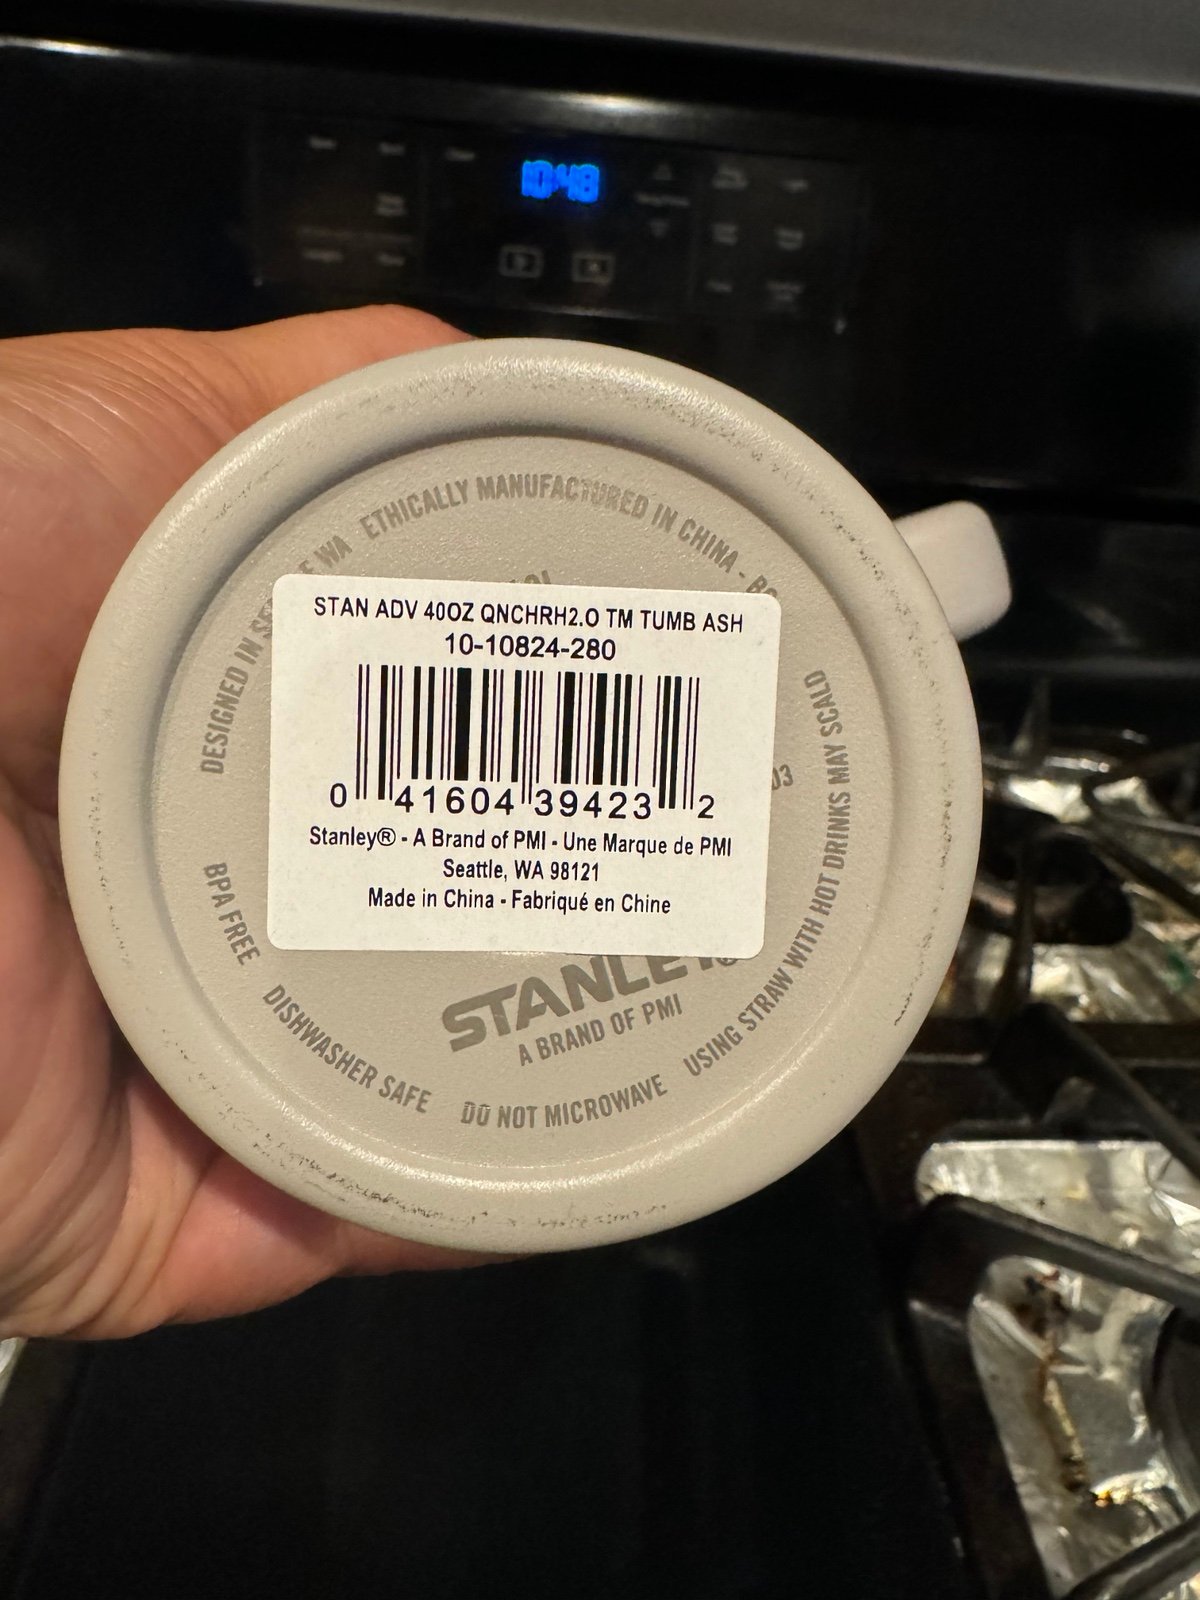 10:48
DESIGNED IN WA ETHICALLY MANUFACTURED IN CHINA -
STAN ADV 40OZ QNCHRH2.O TM TUMB ASH
10-10824-280
0 41604 39423 2
Stanley® - A Brand of PMI - Une Marque de PMI
Seattle, WA 98121
Made in China - Fabriqué en Chine
STANLEY
A BRAND OF PMI
BPA FREE
DISHWASHER SAFE
DO NOT MICROWAVE
USING STRAW WITH HOT DRINKS MAY SCALD